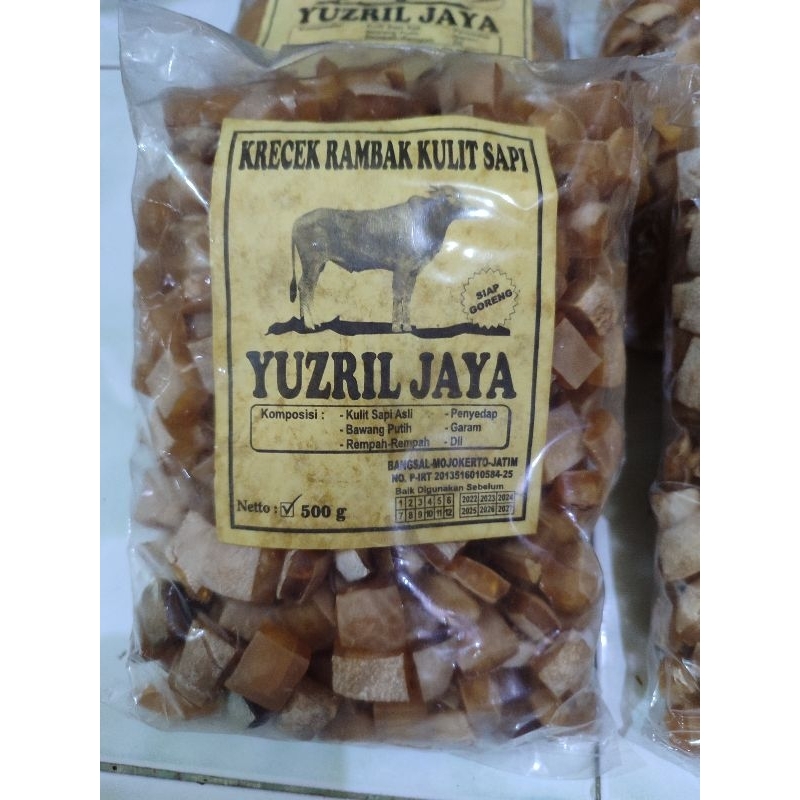 YUZRIL JAYA
KRECEK RAMBAK KULIT SAPI
SIAP
GORENG
YUZRIL JAYA
Komposisi : - Kulit Sapi Asli - Penyedap
- Bawang Putih - Garam
- Rempah-Rempah - Dll
BANGSAL-MOJOKERTO-JATIM
NO. P-IRT 2013516010584-25
Baik Digunakan Sebelum
1 2 3 4 5 6 2022 2023 2024
7 8 9 10 11 12 2025 2026 2027
Netto : 500 g